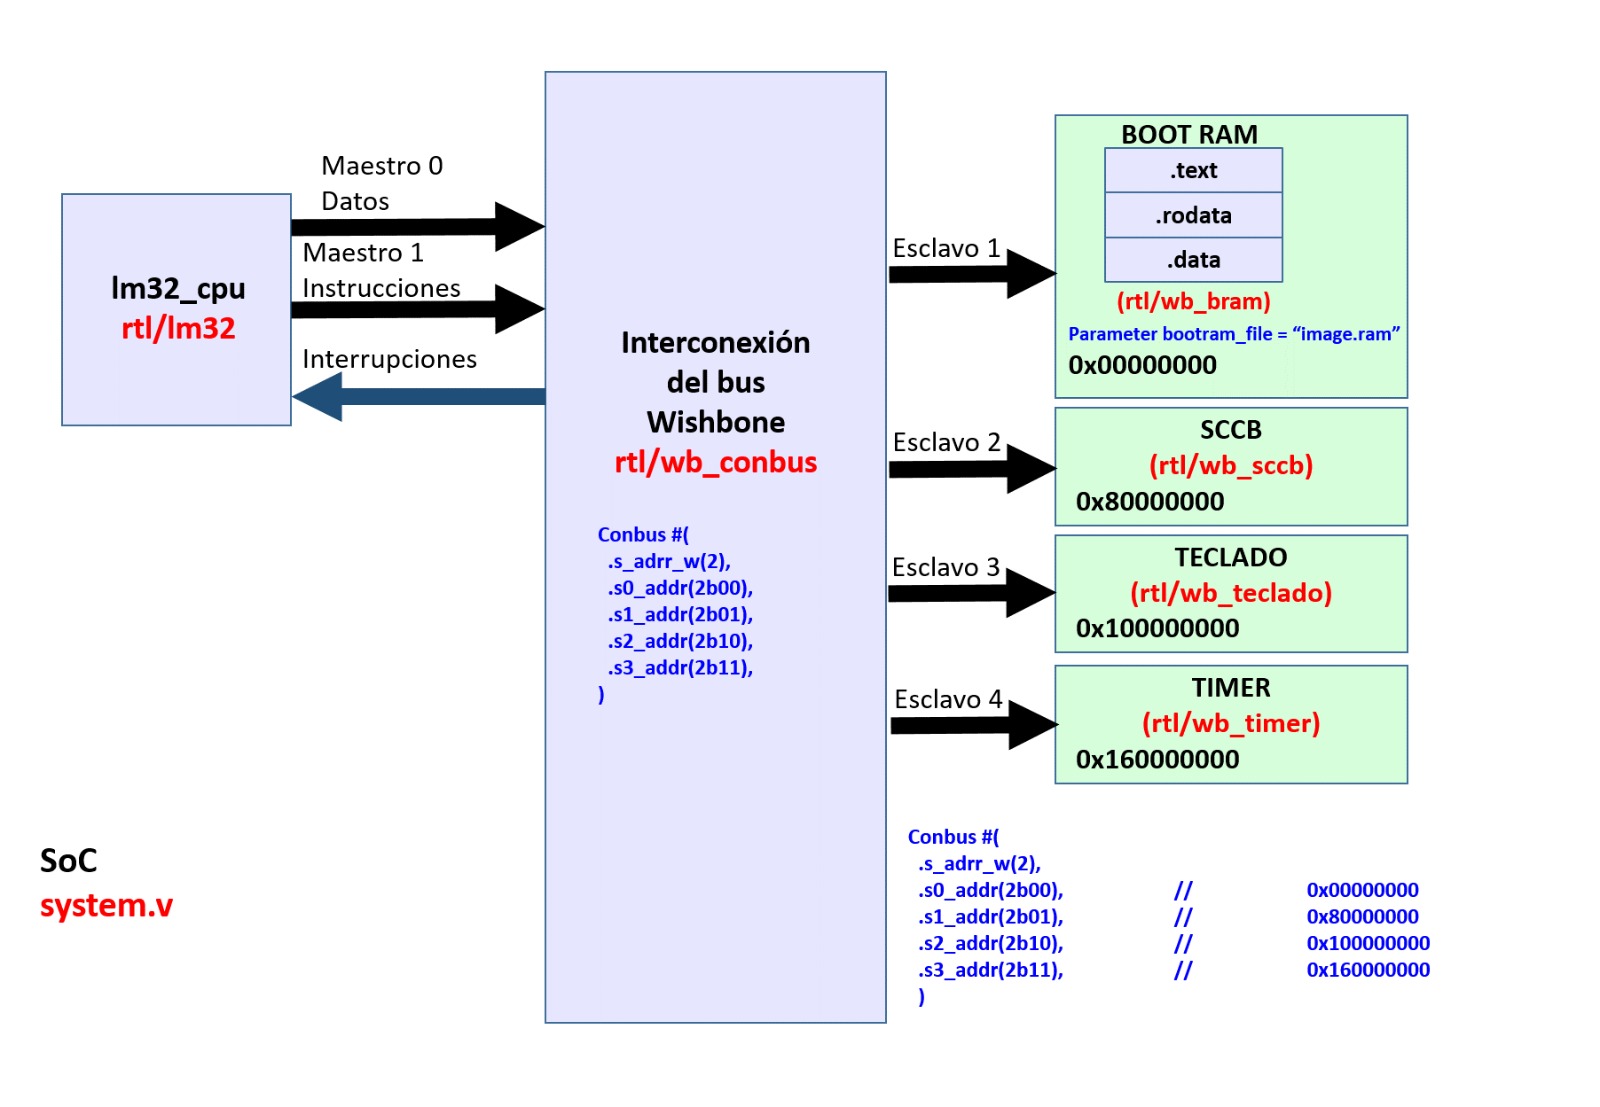 Maestro 0
Datos
Maestro 1
Instrucciones
Interrupciones
lm32_cpu
rtl/lm32
Interconexión
del bus
Wishbone
rtl/wb_conbus
Conbus #(
.s_adrr_w(2),
.s0_addr(2b00),
.s1_addr(2b01),
.s2_addr(2b10),
.s3_addr(2b11),
)
Esclavo 1
BOOT RAM
.text
.rodata
.data
(rtl/wb_bram)
Parameter bootram_file = “image.ram”
0x00000000
Esclavo 2
SCCB
(rtl/wb_sccb)
0x80000000
Esclavo 3
TECLADO
(rtl/wb_teclado)
0x100000000
Esclavo 4
TIMER
(rtl/wb_timer)
0x160000000
Conbus #(
.s_adrr_w(2),
.s0_addr(2b00), // 0x00000000
.s1_addr(2b01), // 0x80000000
.s2_addr(2b10), // 0x100000000
.s3_addr(2b11), // 0x160000000
)
SoC
system.v